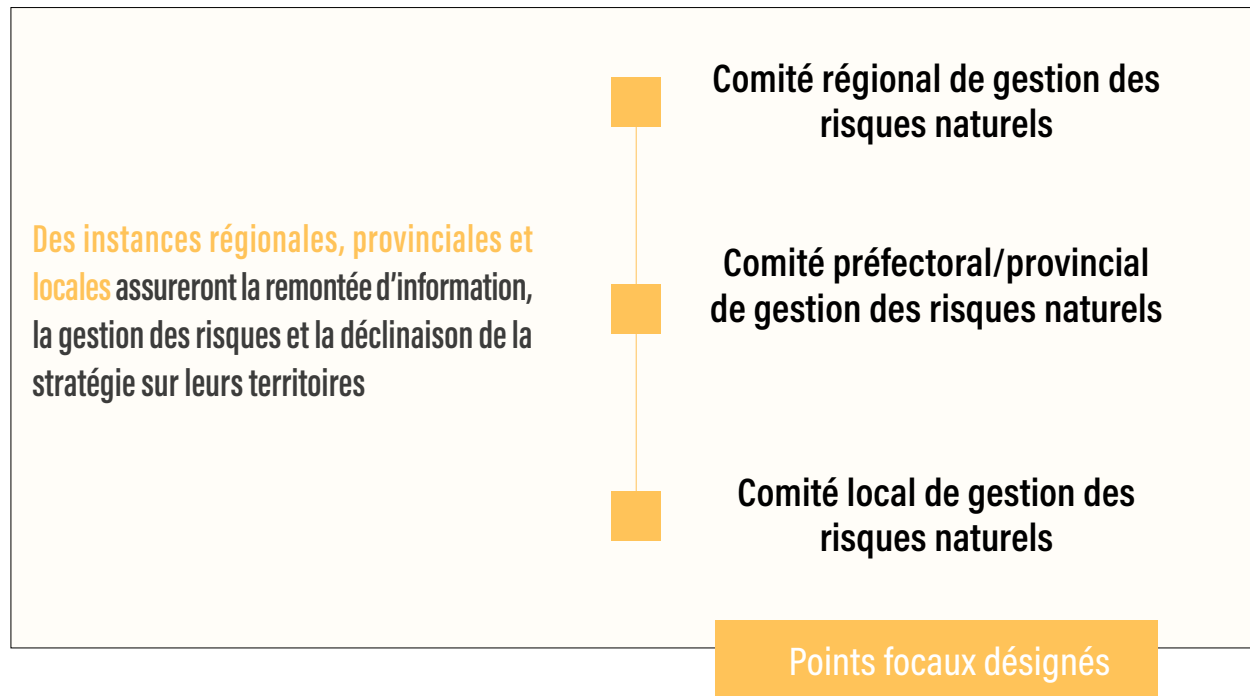 Des instances régionales, provinciales et
locales assureront la remontée d'information,
la gestion des risques et la déclinaison de la
stratégie sur leurs territoires
Comité régional de gestion des
risques naturels
Comité préfectoral/provincial
de gestion des risques naturels
Comité local de gestion des
risques naturels
Points focaux désignés